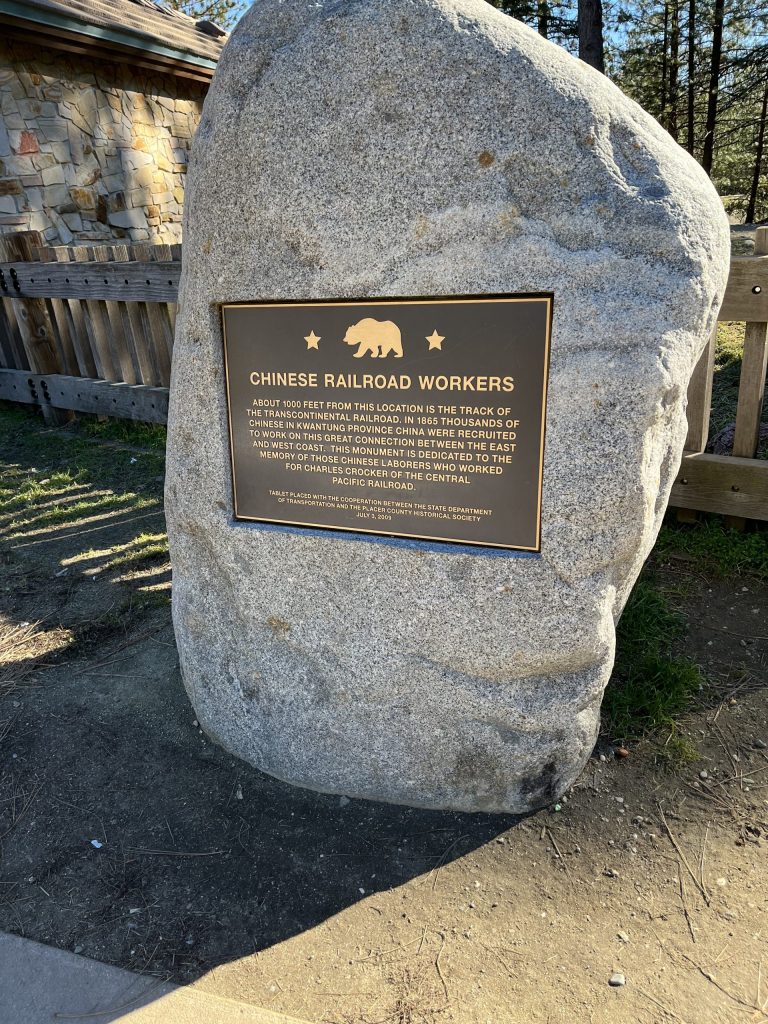 CHINESE RAILROAD WORKERS
ABOUT 1000 FEET FROM THIS LOCATION IS THE TRACK OF
THE TRANSCONTINENTAL RAILROAD. IN 1865 THOUSANDS OF
CHINESE IN KWANTUNG PROVINCE CHINA WERE RECRUITED
TO WORK ON THIS GREAT CONNECTION BETWEEN THE EAST
AND WEST COAST. THIS MONUMENT IS DEDICATED TO THE
MEMORY OF THOSE CHINESE LABORERS WHO WORKED
FOR CHARLES CROCKER OF THE CENTRAL
PACIFIC RAILROAD.
TABLET PLACED WITH THE COOPERATION BETWEEN THE STATE DEPARTMENT
OF TRANSPORTATION AND THE PLACER COUNTY HISTORICAL SOCIETY
JULY 3, 2009